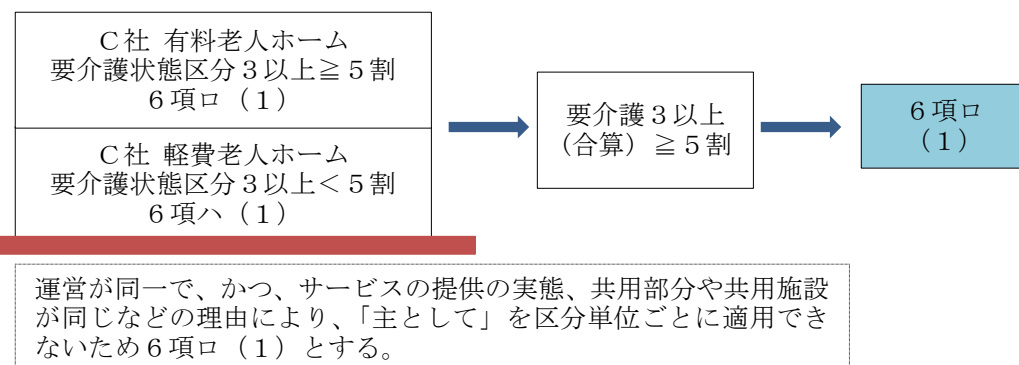 C社 有料老人ホーム
要介護状態区分３以上≧５割
６項ロ（１）
C社 軽費老人ホーム
要介護状態区分３以上＜５割
６項ハ（１）
要介護３以上
（合算）≧５割
６項ロ
（１）
運営が同一で、かつ、サービスの提供の実態、共用部分や共用施設
が同じなどの理由により、「主として」を区分単位ごとに適用でき
ないため６項ロ（１）とする。